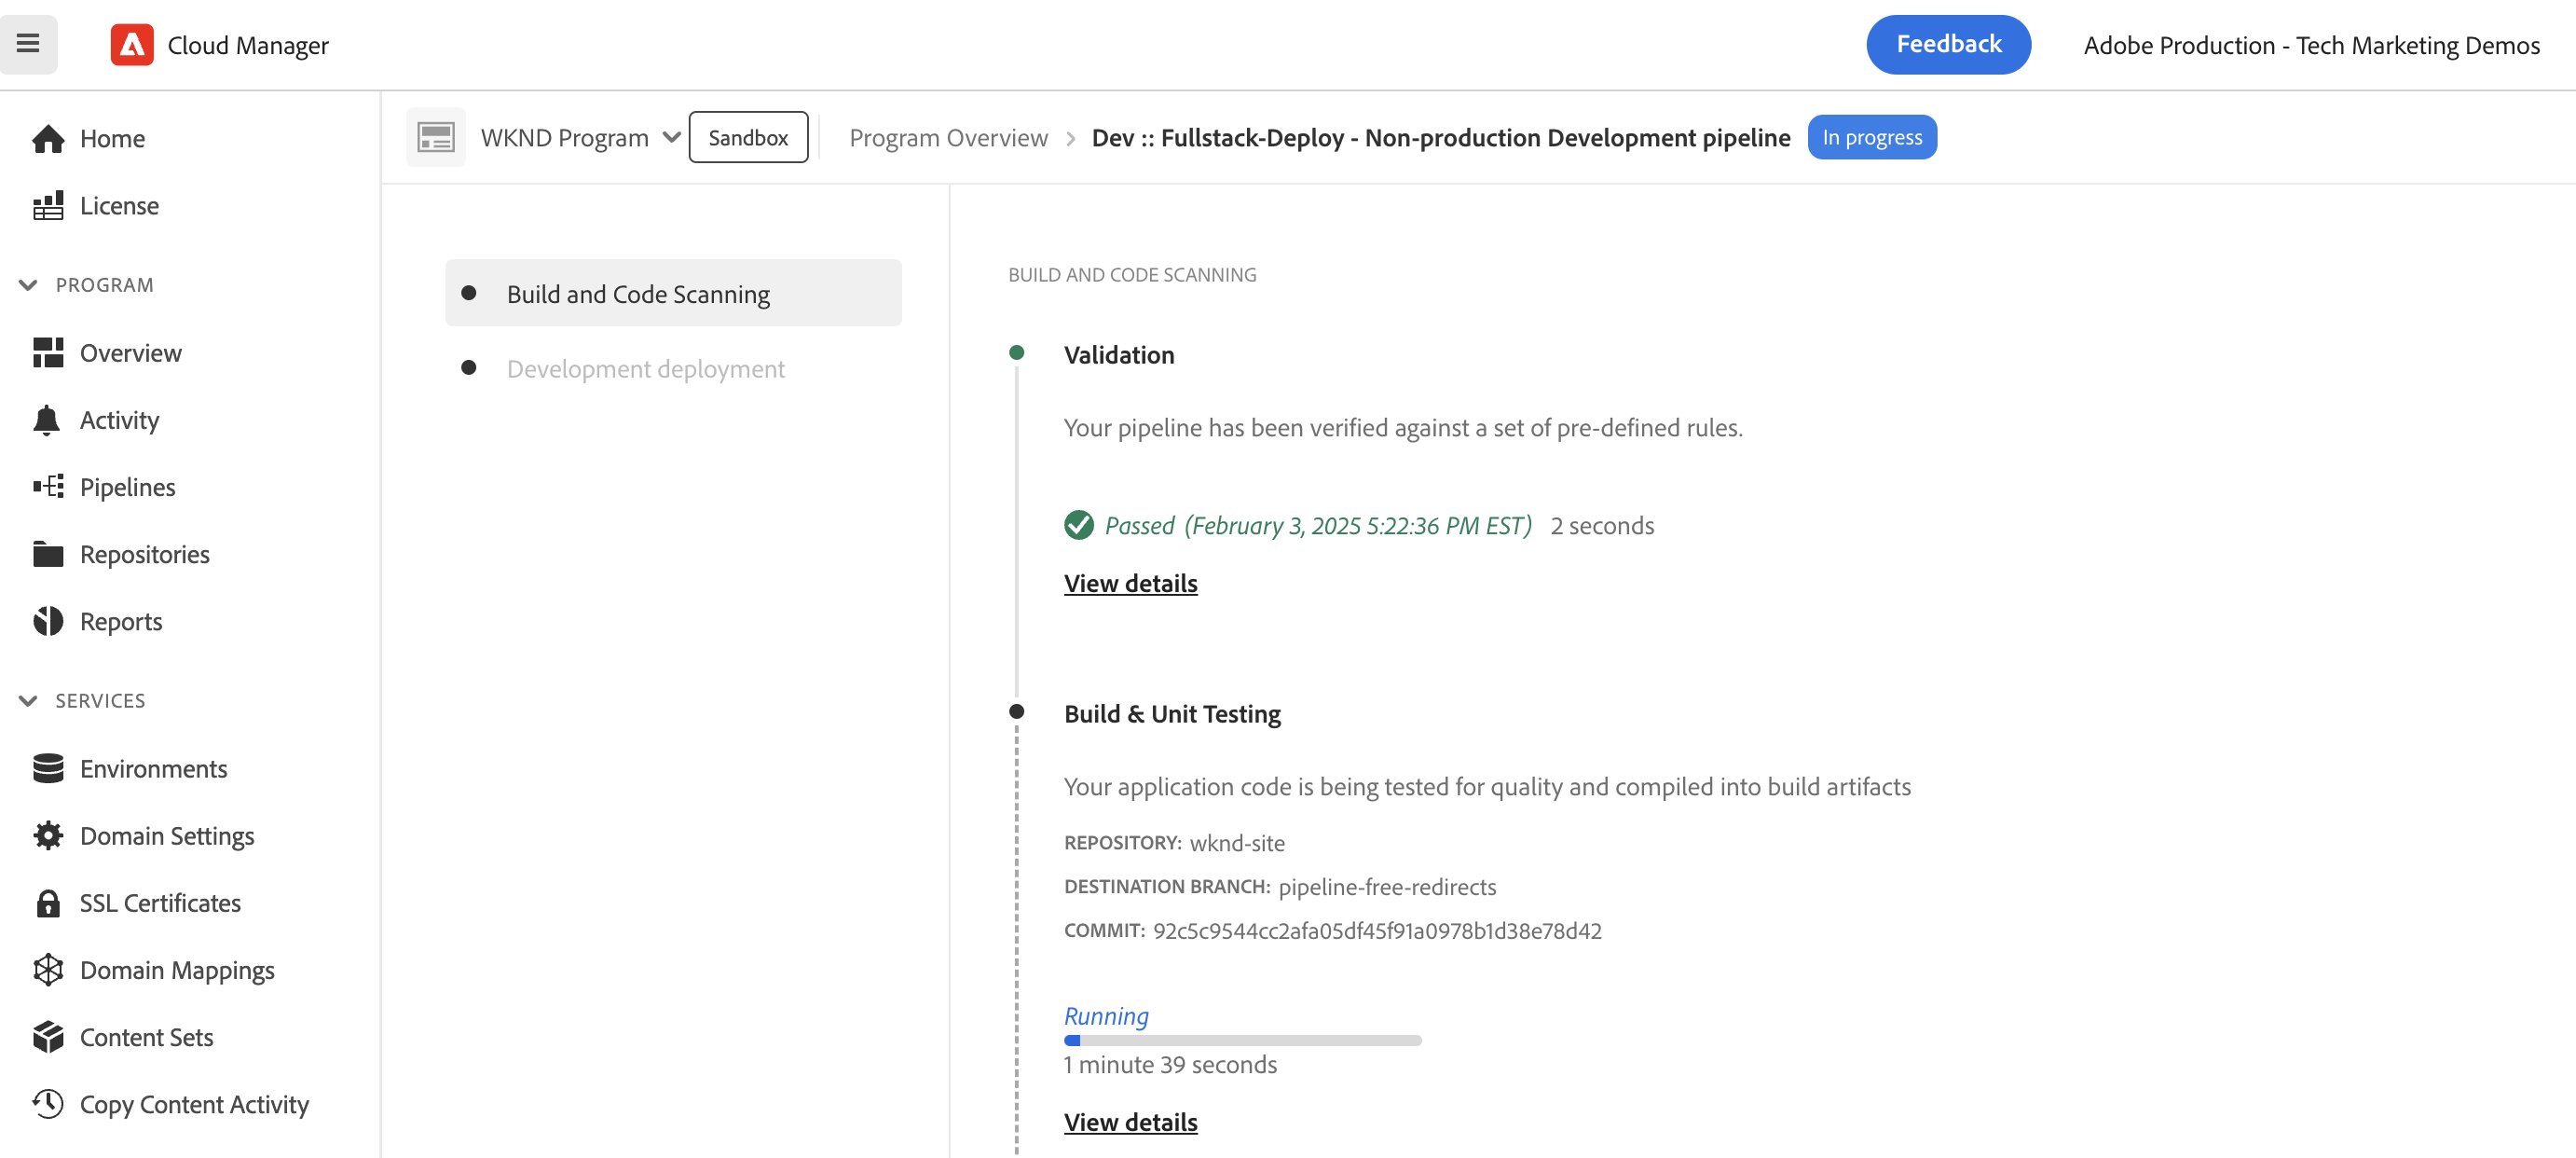 Cloud Manager
Feedback
Adobe Production - Tech Marketing Demos
Home
License
PROGRAM
Overview
Activity
Pipelines
Repositories
Reports
SERVICES
Environments
Domain Settings
SSL Certificates
Domain Mappings
Content Sets
Copy Content Activity
WKND Program
Sandbox
Program Overview > Dev :: Fullstack-Deploy - Non-production Development pipeline
In progress
Build and Code Scanning
Development deployment
BUILD AND CODE SCANNING
Validation
Your pipeline has been verified against a set of pre-defined rules.
Passed (February 3, 2025 5:22:36 PM EST) 2 seconds
View details
Build & Unit Testing
Your application code is being tested for quality and compiled into build artifacts
REPOSITORY: wknd-site
DESTINATION BRANCH: pipeline-free-redirects
COMMIT: 92c5c9544cc2afa05df45f91a0978b1d38e78d42
Running
1 minute 39 seconds
View details